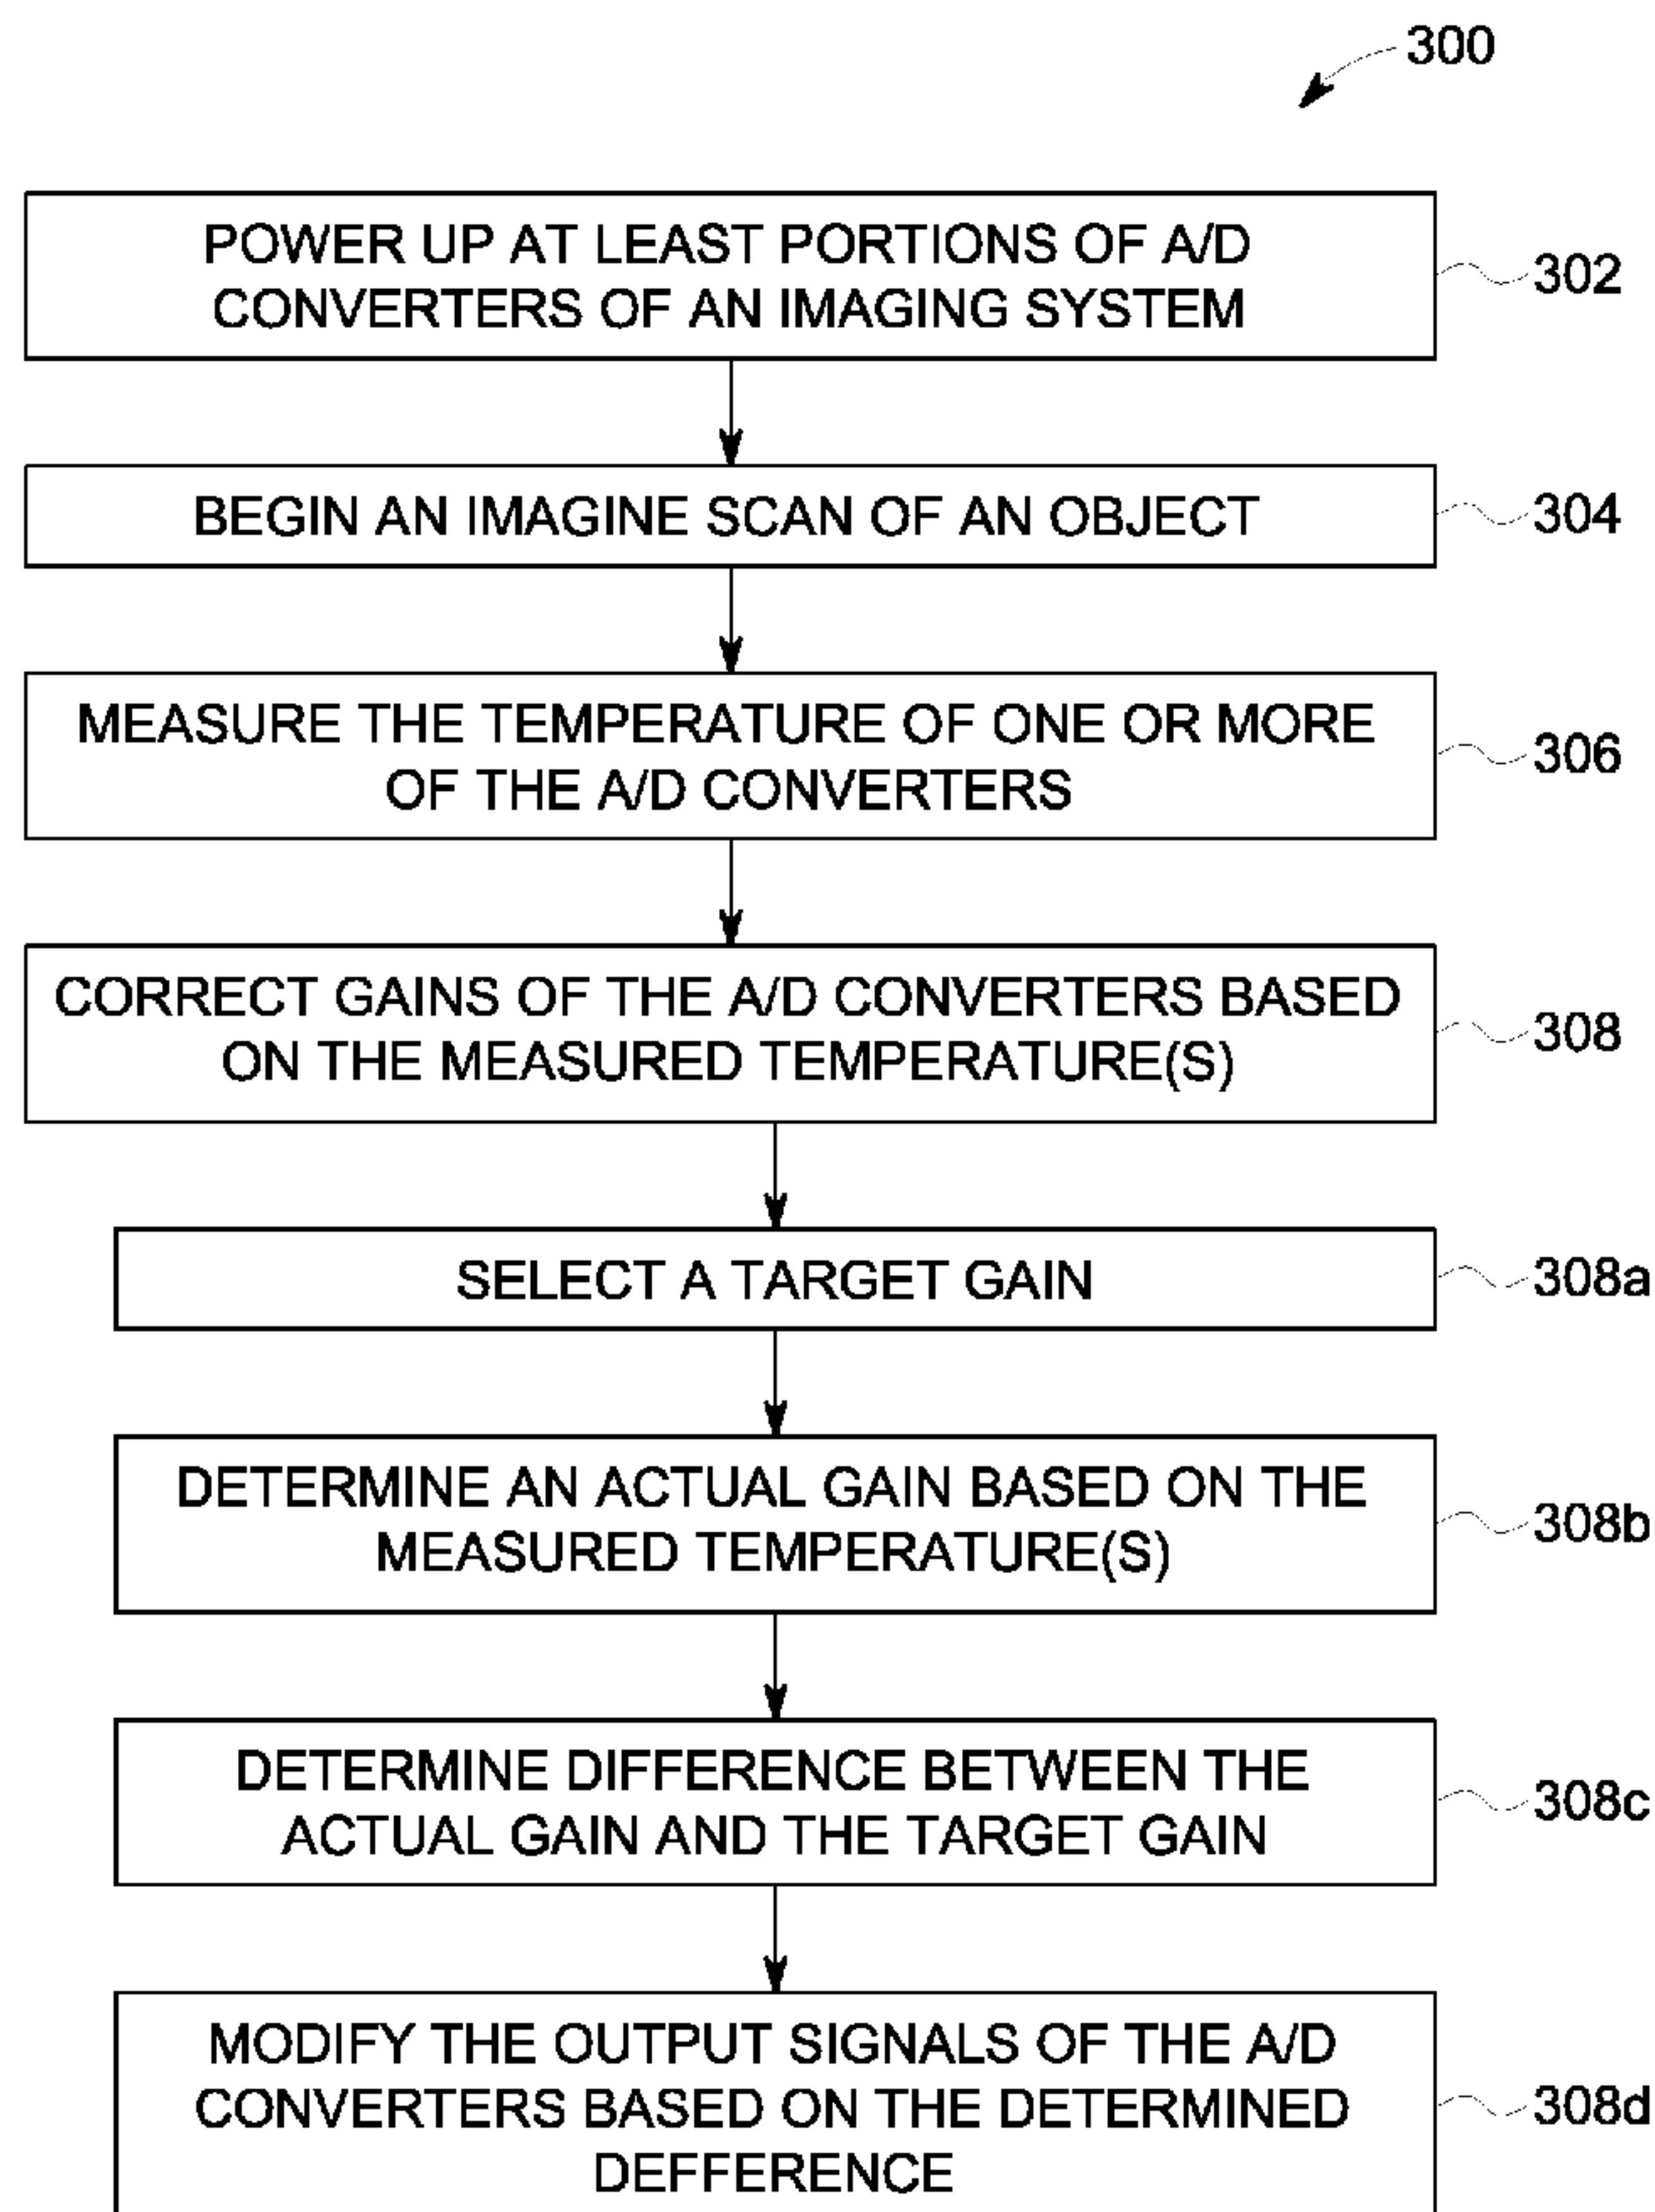 300
POWER UP AT LEAST PORTIONS OF A/D
CONVERTERS OF AN IMAGING SYSTEM
302
BEGIN AN IMAGINE SCAN OF AN OBJECT
304
MEASURE THE TEMPERATURE OF ONE OR MORE
OF THE A/D CONVERTERS
306
CORRECT GAINS OF THE A/D CONVERTERS BASED
ON THE MEASURED TEMPERATURE(S)
308
SELECT A TARGET GAIN
308a
DETERMINE AN ACTUAL GAIN BASED ON THE
MEASURED TEMPERATURE(S)
308b
DETERMINE DIFFERENCE BETWEEN THE
ACTUAL GAIN AND THE TARGET GAIN
308c
MODIFY THE OUTPUT SIGNALS OF THE A/D
CONVERTERS BASED ON THE DETERMINED
DEFFERENCE
308d